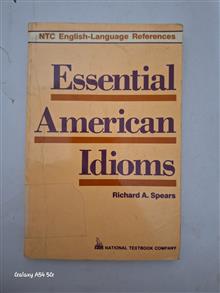 NTC English-Language References
Essential
American
Idioms
Richard A. Spears
NATIONAL TEXTBOOK COMPANY
Galaxy A54 5G